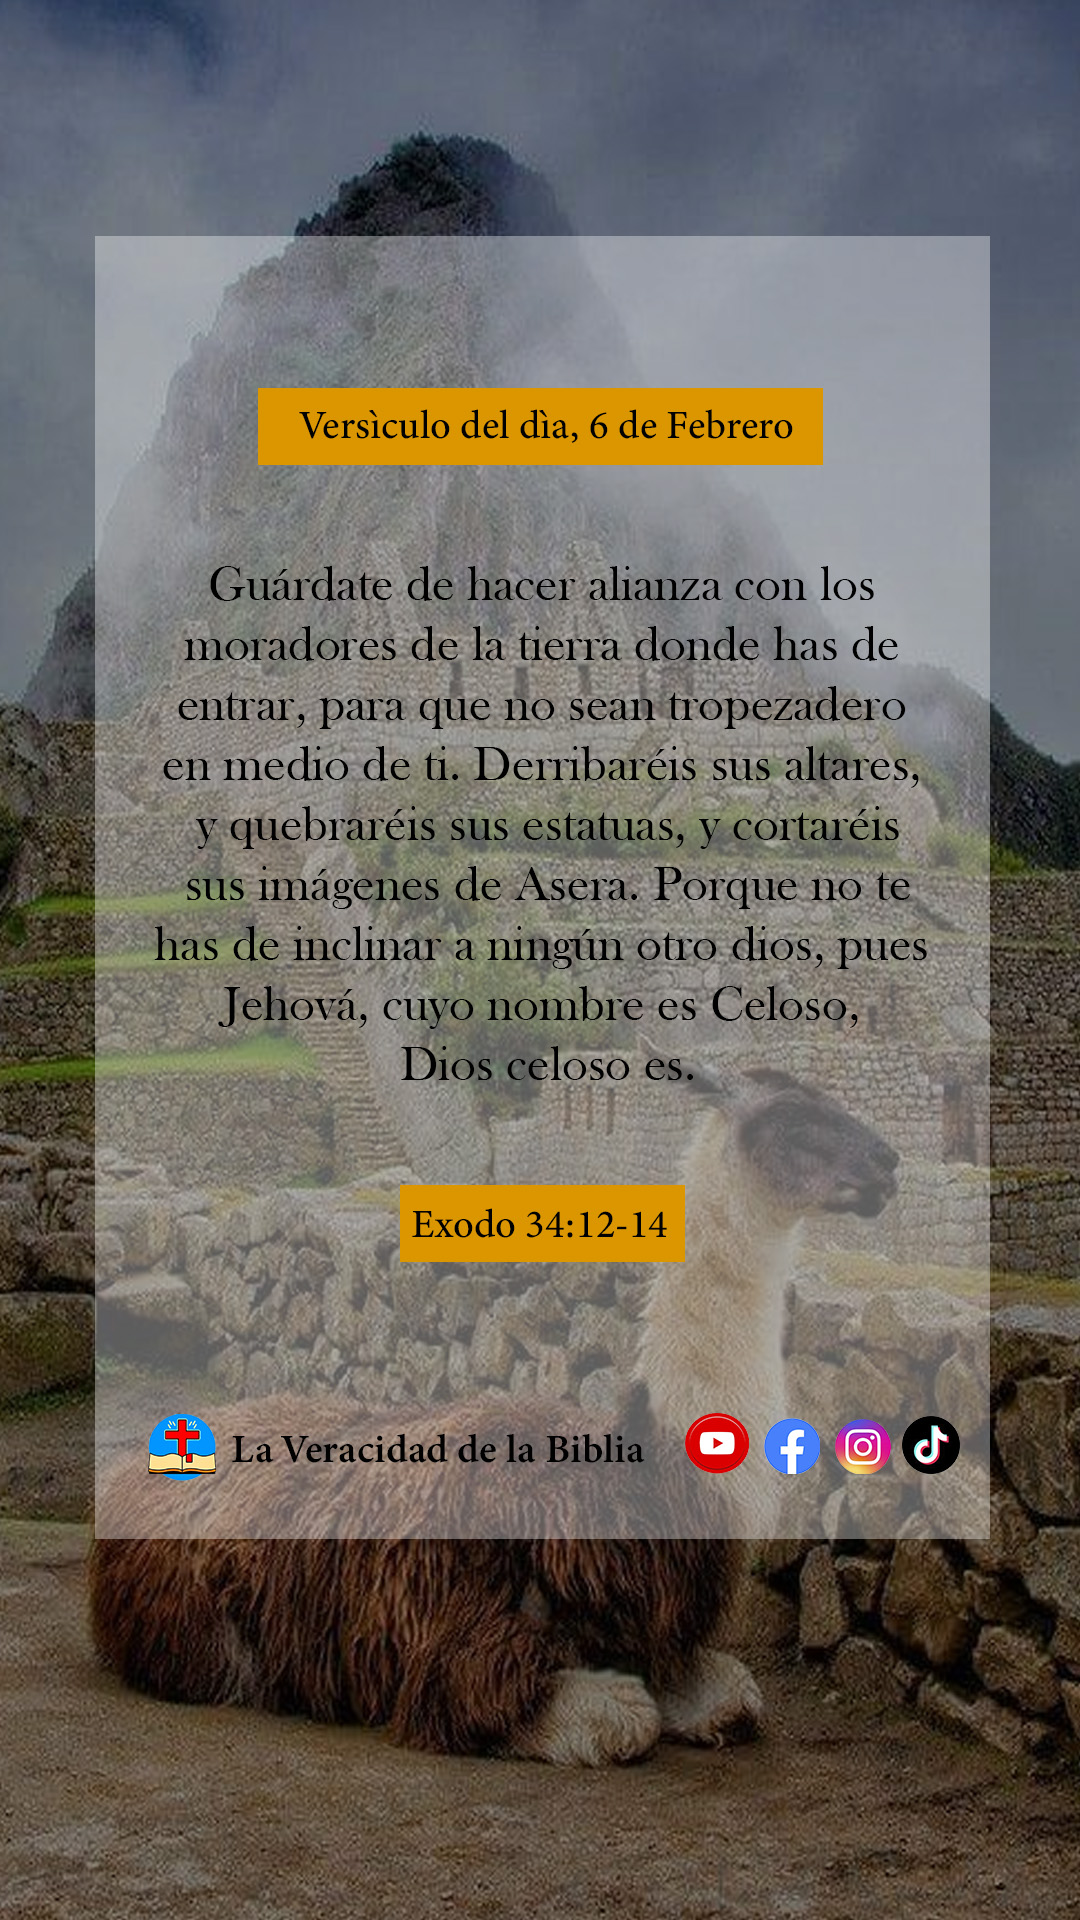 Versìculo del dìa, 6 de Febrero
Guárdate de hacer alianza con los
moradores de la tierra donde has de
entrar, para que no sean tropezadero
en medio de ti. Derribaréis sus altares,
y quebraréis sus estatuas, y cortaréis
sus imágenes de Asera. Porque no te
has de inclinar a ningún otro dios, pues
Jehová, cuyo nombre es Celoso,
Dios celoso es.
Exodo 34:12-14
La Veracidad de la Biblia